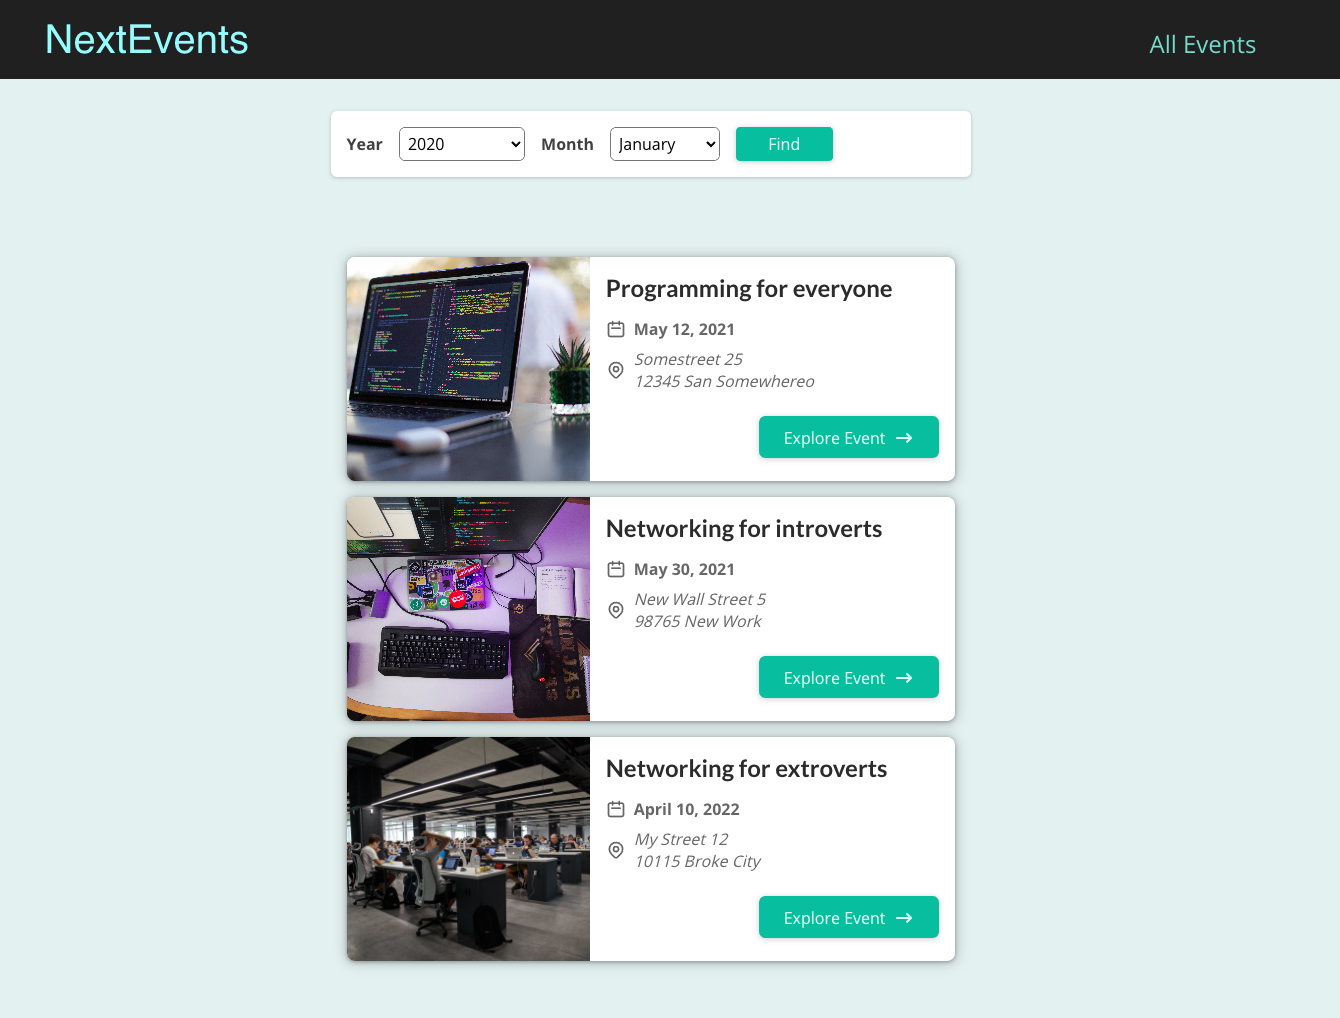 NextEvents
All Events
Year 2020 Month January Find
Programming for everyone
May 12, 2021
Somestreet 25
12345 San Somewhereo
Explore Event →
Networking for introverts
May 30, 2021
New Wall Street 5
98765 New Work
Explore Event →
Networking for extroverts
April 10, 2022
My Street 12
10115 Broke City
Explore Event →